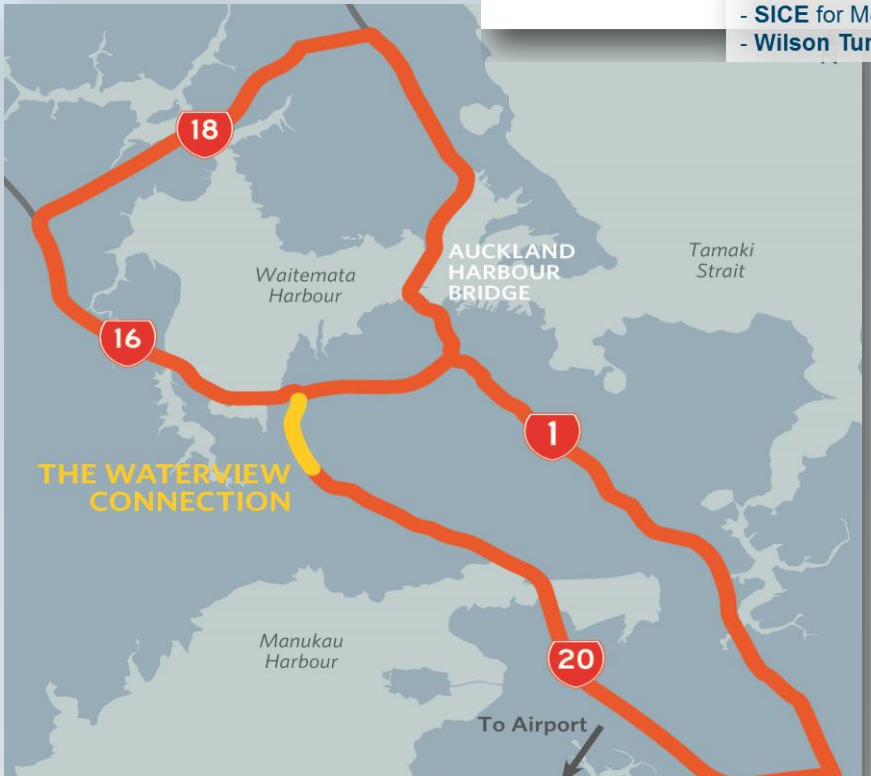 - SICE for
- Wilson
18
AUCKLAND
HARBOUR
BRIDGE
Tamaki
Strait
Waitemata
Harbour
16
1
THE WATERVIEW
CONNECTION
Manukau
Harbour
20
To Airport